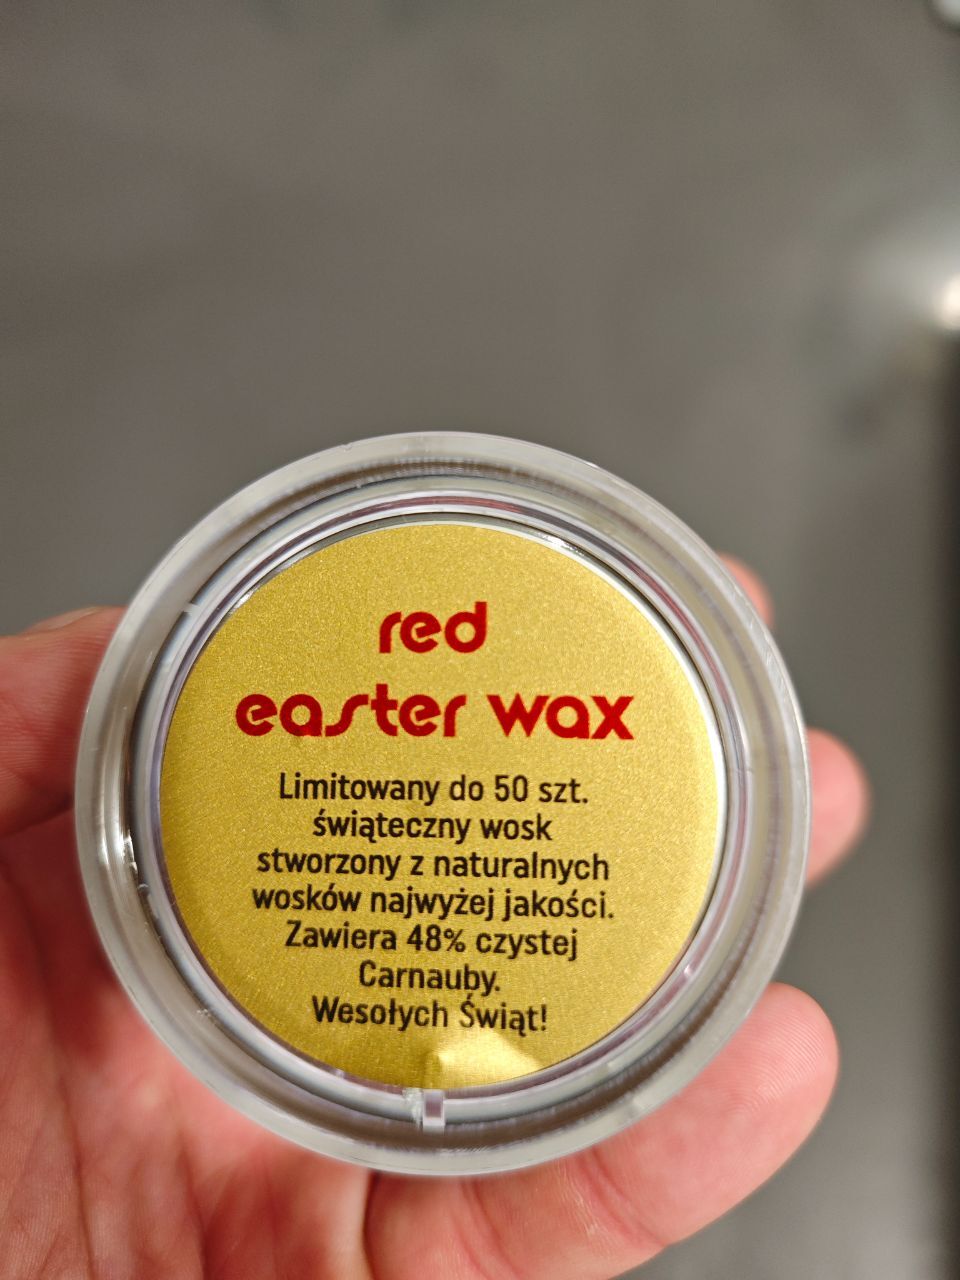 red
easter wax
Limitowany do 50 szt.
świąteczny wosk
stworzony z naturalnych
wosków najwyżej jakości.
Zawiera 48% czystej
Carnauby.
Wesołych Świąt!